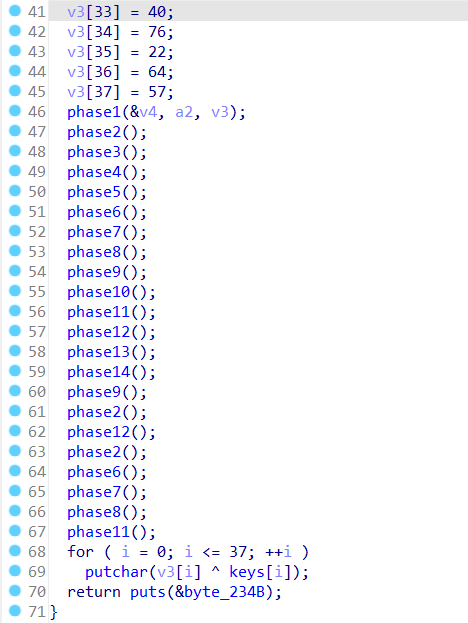 41 v3[33] = 40;
42 v3[34] = 76;
43 v3[35] = 22;
44 v3[36] = 64;
45 v3[37] = 57;
46 phase1(&v4, a2, v3);
47 phase2();
48 phase3();
49 phase4();
50 phase5();
51 phase6();
52 phase7();
53 phase8();
54 phase9();
55 phase10();
56 phase11();
57 phase12();
58 phase13();
59 phase14();
60 phase9();
61 phase2();
62 phase12();
63 phase2();
64 phase6();
65 phase7();
66 phase8();
67 phase11();
68 for ( i = 0; i <= 37; ++i )
69 putchar(v3[i] ^ keys[i]);
70 return puts(&byte_234B);
71 }